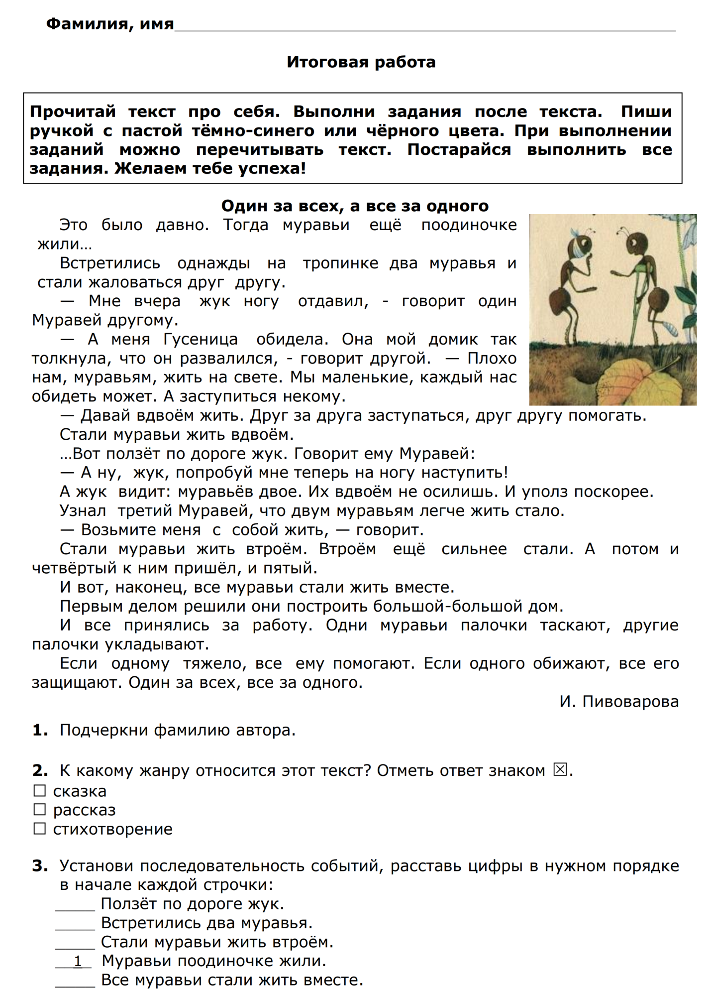 Фамилия, имя_______________________________________________
Итоговая работа
Прочитай текст про себя. Выполни задания после текста. Пиши
ручкой с пастой тёмно-синего или чёрного цвета. При выполнении
заданий можно перечитывать текст. Постарайся выполнить все
задания. Желаем тебе успеха!
Один за всех, а все за одного
Это было давно. Тогда муравьи ещё поодиночке
жили…
Встретились однажды на тропинке два муравья и
стали жаловаться друг другу.
— Мне вчера жук ногу отдавил, - говорит один
Муравей другому.
— А меня Гусеница обидела. Она мой домик так
толкнула, что он развалился, - говорит другой. — Плохо
нам, муравьям, жить на свете. Мы маленькие, каждый нас
обидеть может. А заступиться некому.
— Давай вдвоём жить. Друг за друга заступаться, друг другу помогать.
Стали муравьи жить вдвоём.
…Вот ползёт по дороге жук. Говорит ему Муравей:
— А ну, жук, попробуй мне теперь на ногу наступить!
А жук видит: муравьёв двое. Их вдвоём не осилишь. И уполз поскорее.
Узнал третий Муравей, что двум муравьям легче жить стало.
— Возьмите меня с собой жить, — говорит.
Стали муравьи жить втроём. Втроём ещё сильнее стали. А потом и
четвёртый к ним пришёл, и пятый.
И вот, наконец, все муравьи стали жить вместе.
Первым делом решили они построить большой-большой дом.
И все принялись за работу. Одни муравьи палочки таскают, другие
палочки укладывают.
Если одному тяжело, все ему помогают. Если одного обижают, все его
защищают. Один за всех, все за одного.
И. Пивоварова
1. Подчеркни фамилию автора.
2. К какому жанру относится этот текст? Отметь ответ знаком ☒.
☐ сказка
☐ рассказ
☐ стихотворение
3. Установи последовательность событий, расставь цифры в нужном порядке
в начале каждой строчки:
_____ Ползёт по дороге жук.
_____ Встретились два муравья.
_____ Стали муравьи жить втроём.
__1_ Муравьи поодиночке жили.
_____ Все муравьи стали жить вместе.